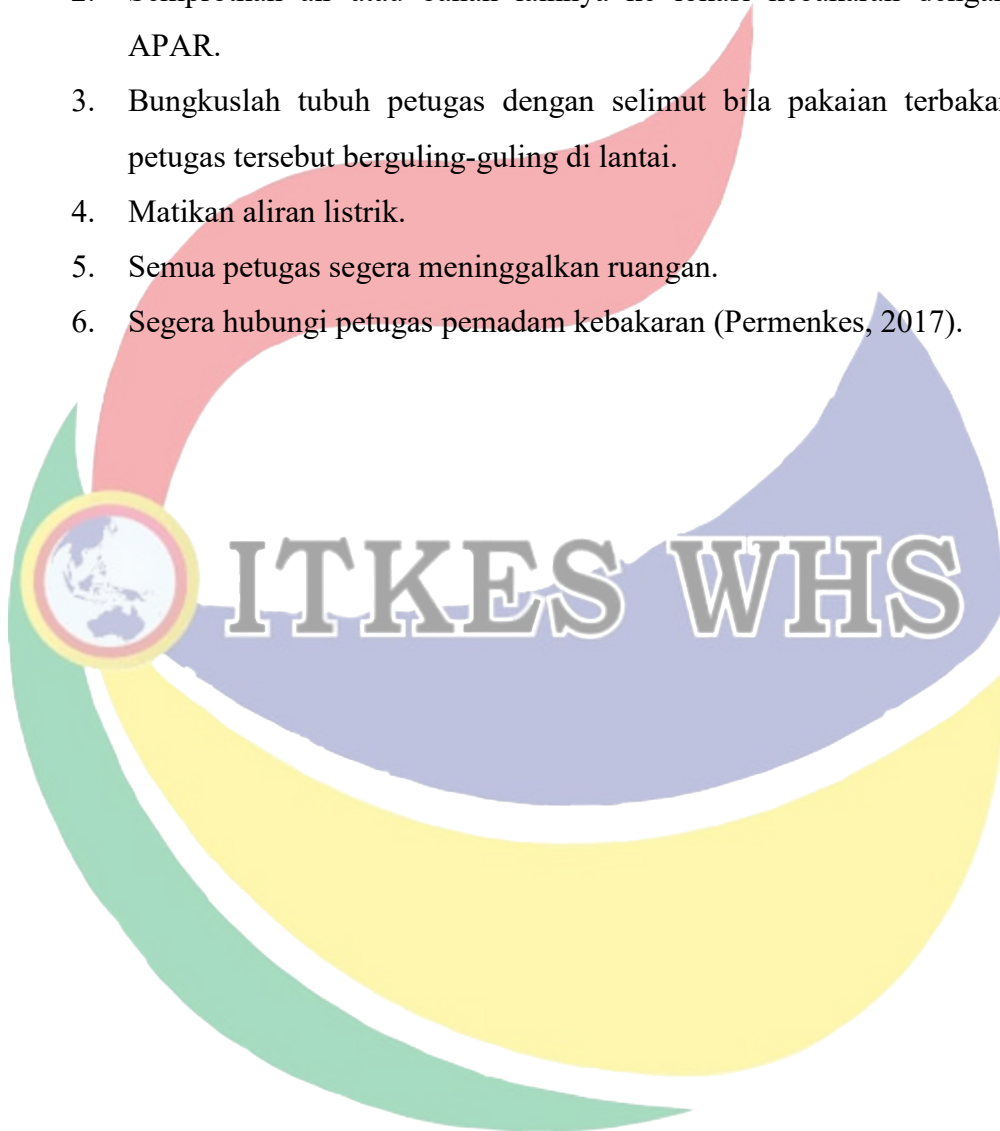 APAR.
3. Bungkuslah tubuh petugas dengan selimut bila pakaian terbakar
petugas tersebut berguling-guling di lantai.
4. Matikan aliran listrik.
5. Semua petugas segera meninggalkan ruangan.
6. Segera hubungi petugas pemadam kebakaran (Permenkes, 2017).
ITKES WHS